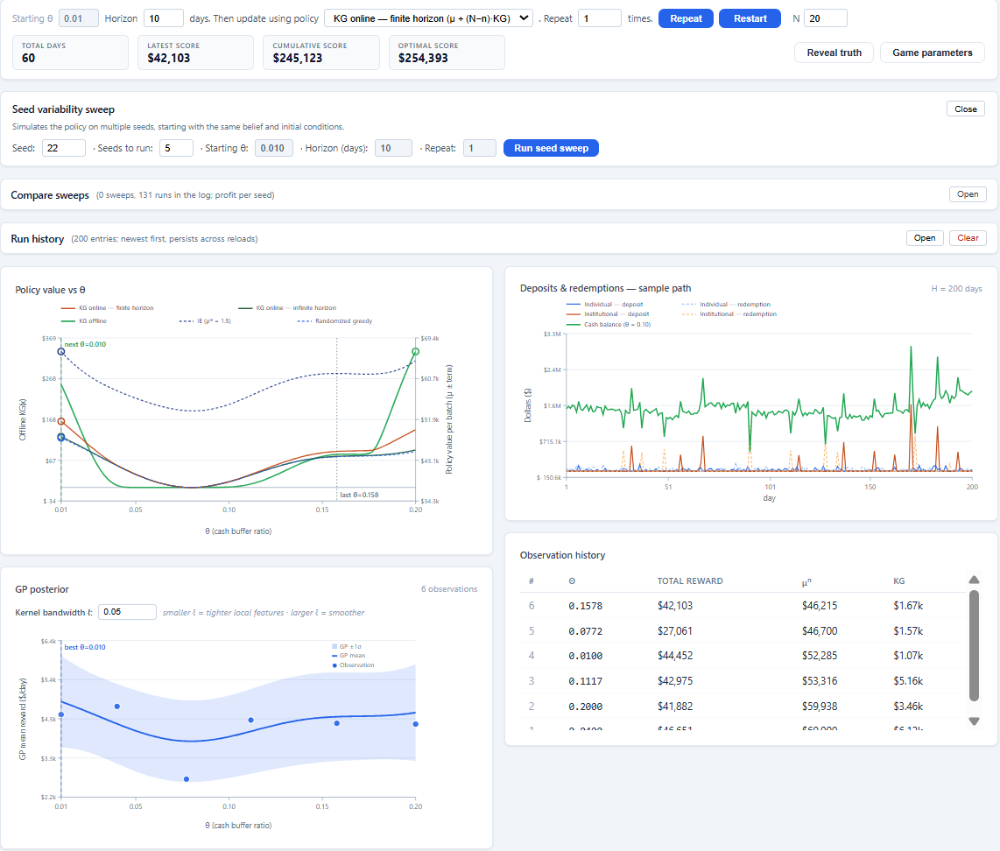 Starting θ 0.01 Horizon 10 days. Then update using policy KG online — finite horizon (μ + (N−n)·KG) . Repeat 1 times. Repeat Restart N 20
TOTAL DAYS
60
LATEST SCORE
$42,103
CUMULATIVE SCORE
$245,123
OPTIMAL SCORE
$254,393
Reveal truth Game parameters
Seed variability sweep Close
Simulates the policy on multiple seeds, starting with the same belief and initial conditions.
Seed: 22 · Seeds to run: 5 · Starting θ: 0.010 · Horizon (days): 10 · Repeat: 1 Run seed sweep
Compare sweeps (0 sweeps, 131 runs in the log; profit per seed) Open
Run history (200 entries; newest first, persists across reloads) Open Clear
Policy value vs θ
KG online — finite horizon KG online — infinite horizon
KG offline IE (ρᴿ = 1.5) Randomized greedy
$369 $69.4k
next θ=0.010
$268 $60.7k
$168 $51.9k
$67 $43.1k
$ 34 $34.3k
last θ=0.158
0.01 0.05 0.10 0.15 0.20
θ (cash buffer ratio)
Offline KG(x)
Policy value per batch (μ ± term)
Deposits & redemptions — sample path H = 200 days
Individual — deposit Individual — redemption
Institutional — deposit Institutional — redemption
Cash balance (θ = 0.10)
$3.3M
$2.4M
$1.6M
$715.1k
$-150.6k
1 51 101 150 200
day
Dollars ($)
GP posterior 6 observations
Kernel bandwidth ℓ: 0.05 smaller ℓ = tighter local features · larger ℓ = smoother
$6.4k
best θ=0.010
GP ±1σ
GP mean
Observation
$5.4k
$4.3k
$3.3k
$2.2k
0.01 0.05 0.10 0.15 0.20
θ (cash buffer ratio)
GP mean reward ($/day)
Observation history
# Θ TOTAL REWARD μⁿ KG
6 0.1578 $42,103 $46,215 $1.67k
5 0.0772 $27,061 $46,700 $1.57k
4 0.0100 $44,452 $52,285 $1.07k
3 0.1117 $42,975 $53,316 $5.16k
2 0.2000 $41,882 $59,938 $3.46k